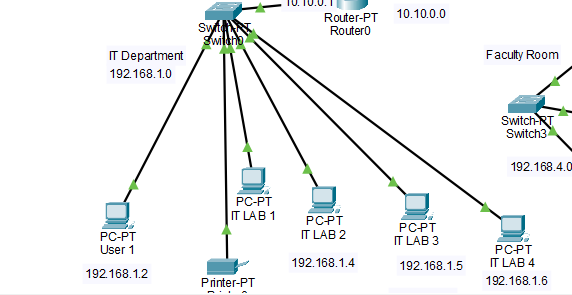 10.10.0.1
Router-PT
Router0
10.10.0.0
Switch-PT
Switch0
IT Department
192.168.1.0
Faculty Room
Switch-PT
Switch3
192.168.4.0
PC-PT
IT LAB 1
PC-PT
IT LAB 2
PC-PT
IT LAB 3
PC-PT
IT LAB 4
PC-PT
User 1
192.168.1.2
192.168.1.4
192.168.1.5
192.168.1.6
Printer-PT